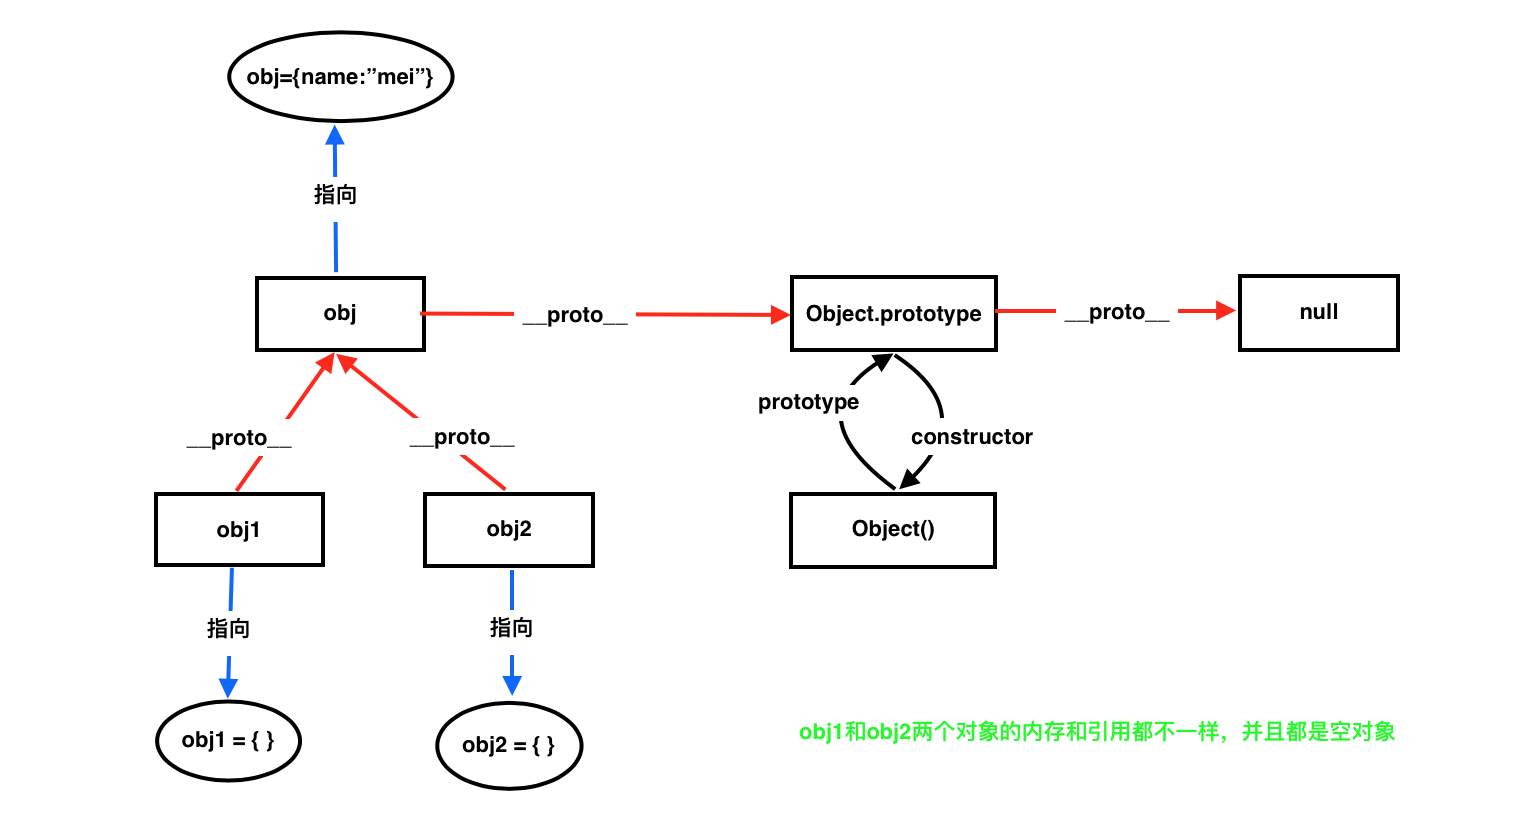 obj={name:”mei”}
指向
obj
__proto__
Object.prototype
__proto__
null
prototype
constructor
__proto__
__proto__
obj1
obj2
Object()
指向
指向
obj1和obj2两个对象的内存和引用都不一样，并且都是空对象
obj1 = { }
obj2 = { }